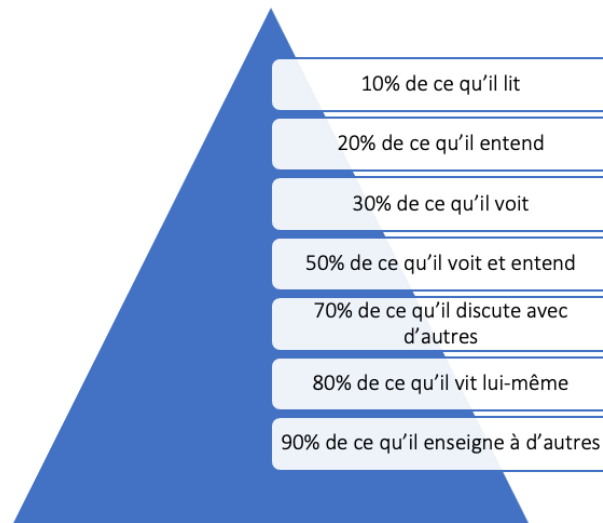 10% de ce qu’il lit
20% de ce qu’il entend
30% de ce qu’il voit
50% de ce qu’il voit et entend
70% de ce qu’il discute avec
d’autres
80% de ce qu’il vit lui-même
90% de ce qu’il enseigne à d’autres